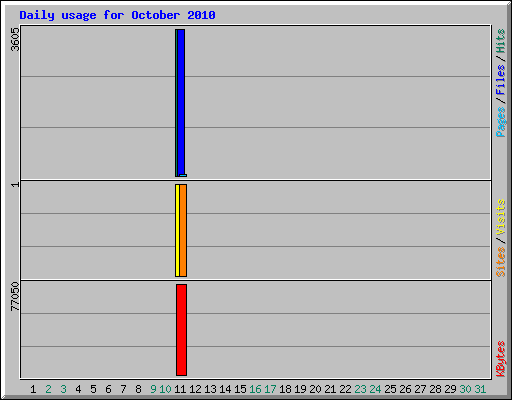 Daily usage for October 2010
3605
1
77050
Pages/Files/Hits
Sites/Visits
KBytes
1 2 3 4 5 6 7 8 9 10 11 12 13 14 15 16 17 18 19 20 21 22 23 24 25 26 27 28 29 30 31